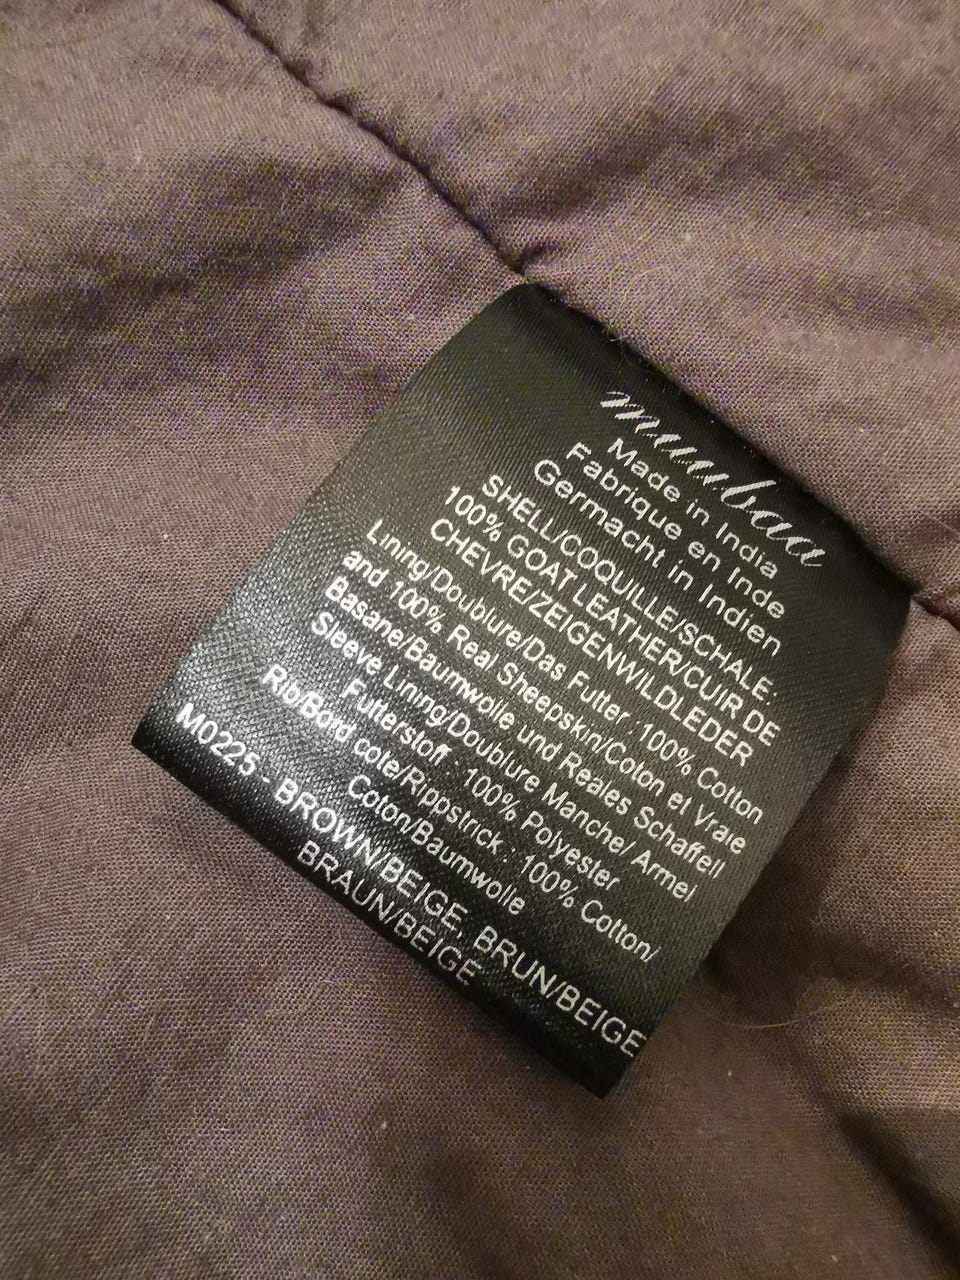 muubaa
Made in India
Fabrique en Inde
Germacht in Indien
SHELL/COQUILLE/SCHALE:
100% GOAT LEATHER/CUIR DE
CHEVRE/ZEIGENWILDLEDER
Lining/Doublure/Das Futter :100% Cotton
and 100% Real Sheepskin/Coton et Vraie
Basane/Baumwolle und Reales Schaffell
Sleeve Lining/Doublure Manche/ Armel
Futterstoff : 100% Polyester
Rib/Bord cote/Rippstrick : 100% Cotton/
Coton/Baumwolle
M0225 - BROWN/BEIGE, BRUN/BEIGE
BRAUN/BEIGE